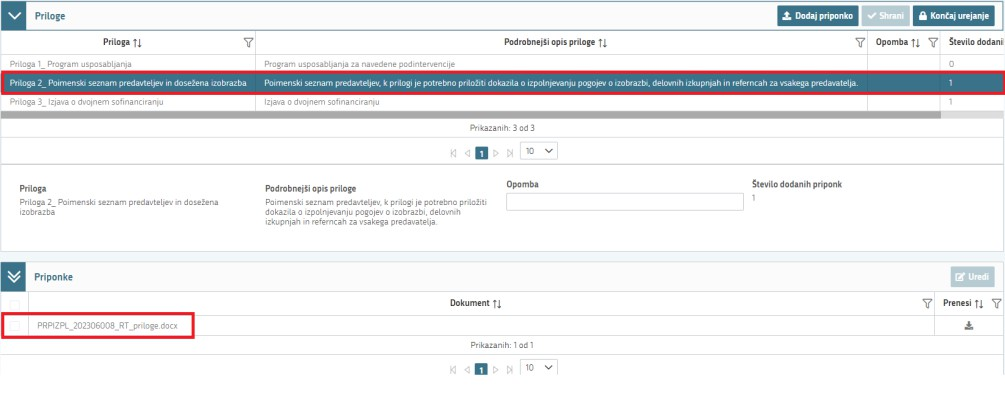 Priloge
Dodaj priponko
Shrani
Končaj urejanje
Priloga
Podrobnejši opis priloge
Opomba
Število dodani
Priloga 1_ Program usposabljanja
Program usposabljanja za navedene podintervencije
0
Priloga 2_ Poimenski seznam predavteljev in dosežena izobrazba
Poimenski seznam predavteljev, k prilogi je potrebno priložiti dokazila o izpolnjevanju pogojev o izobrazbi, delovnih izkupnjah in referncah za vsakega predavatelja.
1
Priloga 3_ Izjava o dvojnem sofinanciranju
Izjava o dvojnem sofinanciranju
1
Prikazanih: 3 od 3
1
10
Priloga
Priloga 2_ Poimenski seznam predavteljev in dosežena
izobrazba
Podrobnejši opis priloge
Poimenski seznam predavteljev, k prilogi je potrebno priložiti
dokazila o izpolnjevanju pogojev o izobrazbi, delovnih
izkupnjah in referncah za vsakega predavatelja.
Opomba
Število dodanih priponk
1
Priponke
Uredi
Dokument
Prenesi
PRPIZPL_202306008_RT_priloge.docx
Prikazanih: 1 od 1
1
10